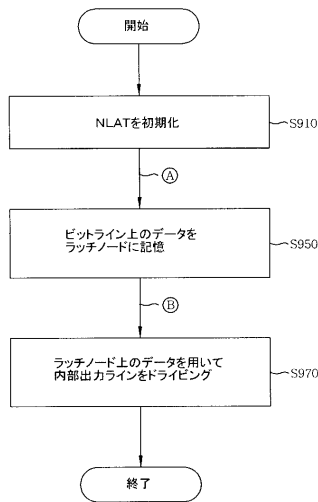 開始
NLATを初期化
S910
Ⓐ
ビットライン上のデータを
ラッチノードに記憶
S950
Ⓑ
ラッチノード上のデータを用いて
内部出力ラインをドライビング
S970
終了